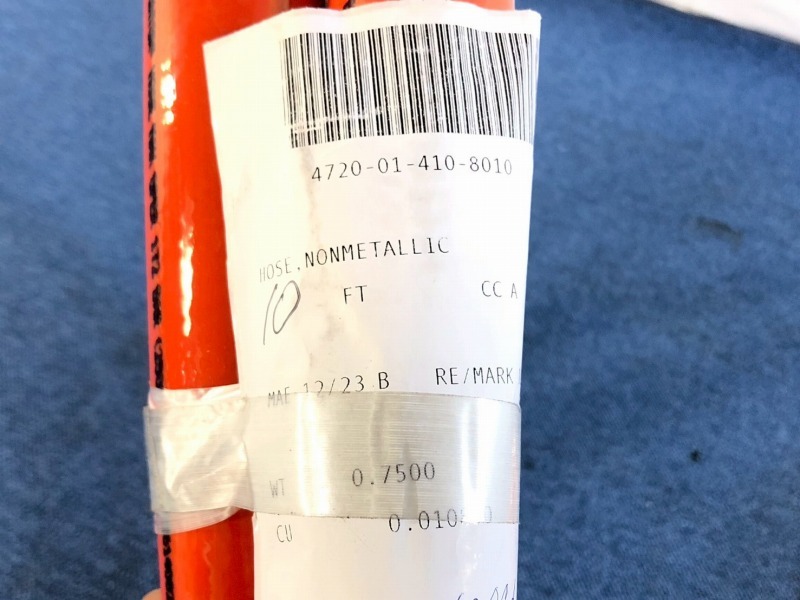 4720-01-410-8010
HOSE,NONMETALLIC
10 FT CC A
12/23 B RE/MARK
WT 0.7500
CU